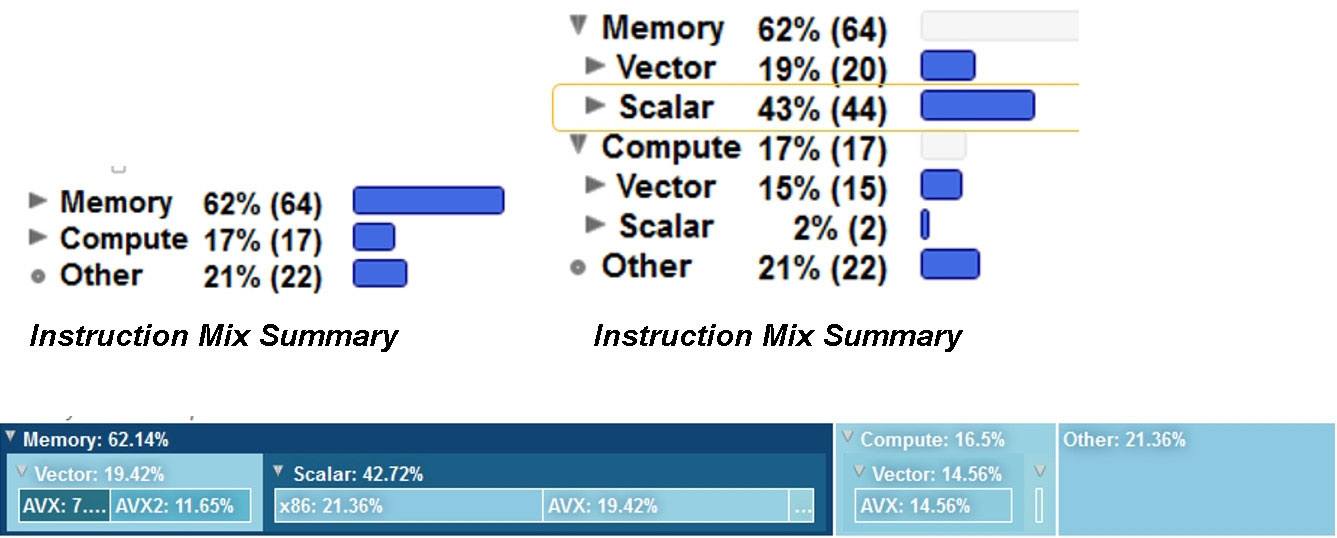 Memory 62% (64)
Compute 17% (17)
Other 21% (22)
Instruction Mix Summary
Memory 62% (64)
Vector 19% (20)
Scalar 43% (44)
Compute 17% (17)
Vector 15% (15)
Scalar 2% (2)
Other 21% (22)
Instruction Mix Summary
Memory: 62.14%
Vector: 19.42%
AVX: 7.... AVX2: 11.65%
Scalar: 42.72%
x86: 21.36% AVX: 19.42% ...
Compute: 16.5%
Vector: 14.56%
AVX: 14.56%
Other: 21.36%